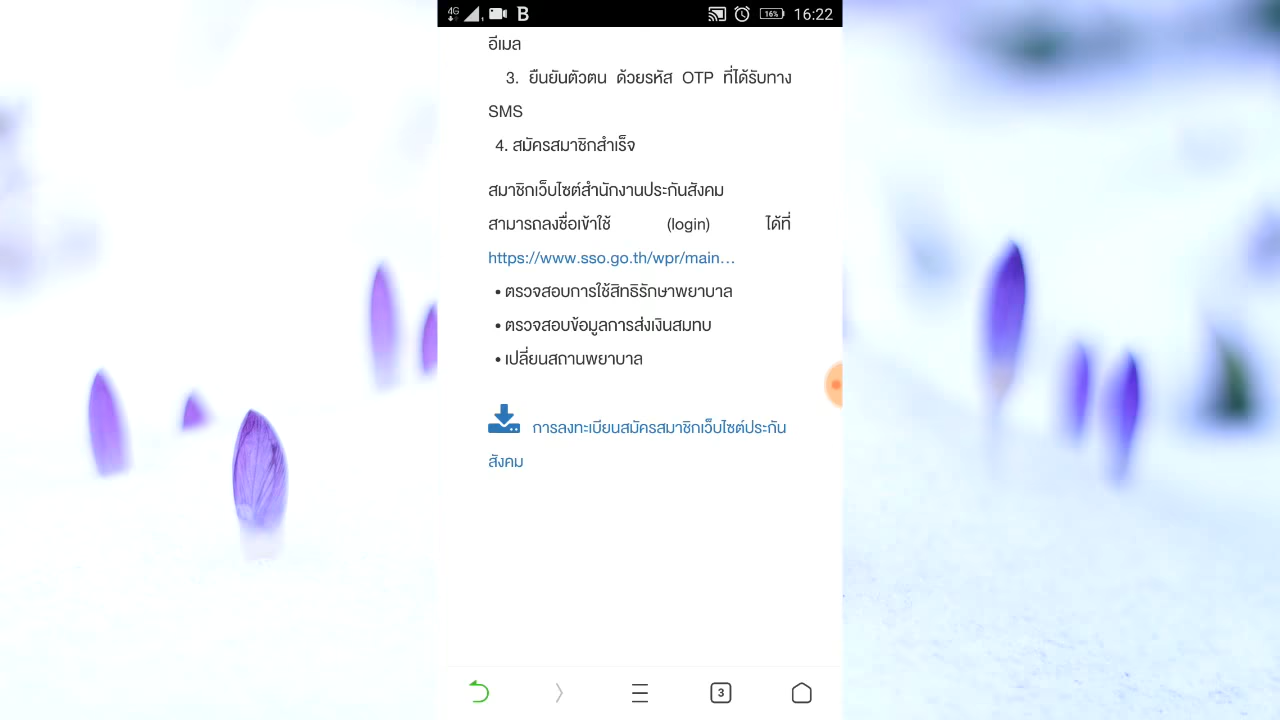 4G 1 B 16% 16:22
อีเมล
3. ยืนยันตัวตน ด้วยรหัส OTP ที่ได้รับทาง
SMS
4. สมัครสมาชิกสำเร็จ
สมาชิกเว็บไซต์สำนักงานประกันสังคม
สามารถลงชื่อเข้าใช้ (login) ได้ที่
https://www.sso.go.th/wpr/main...
• ตรวจสอบการใช้สิทธิรักษาพยาบาล
• ตรวจสอบข้อมูลการส่งเงินสมทบ
• เปลี่ยนสถานพยาบาล
การลงทะเบียนสมัครสมาชิกเว็บไซต์ประกัน
สังคม
3